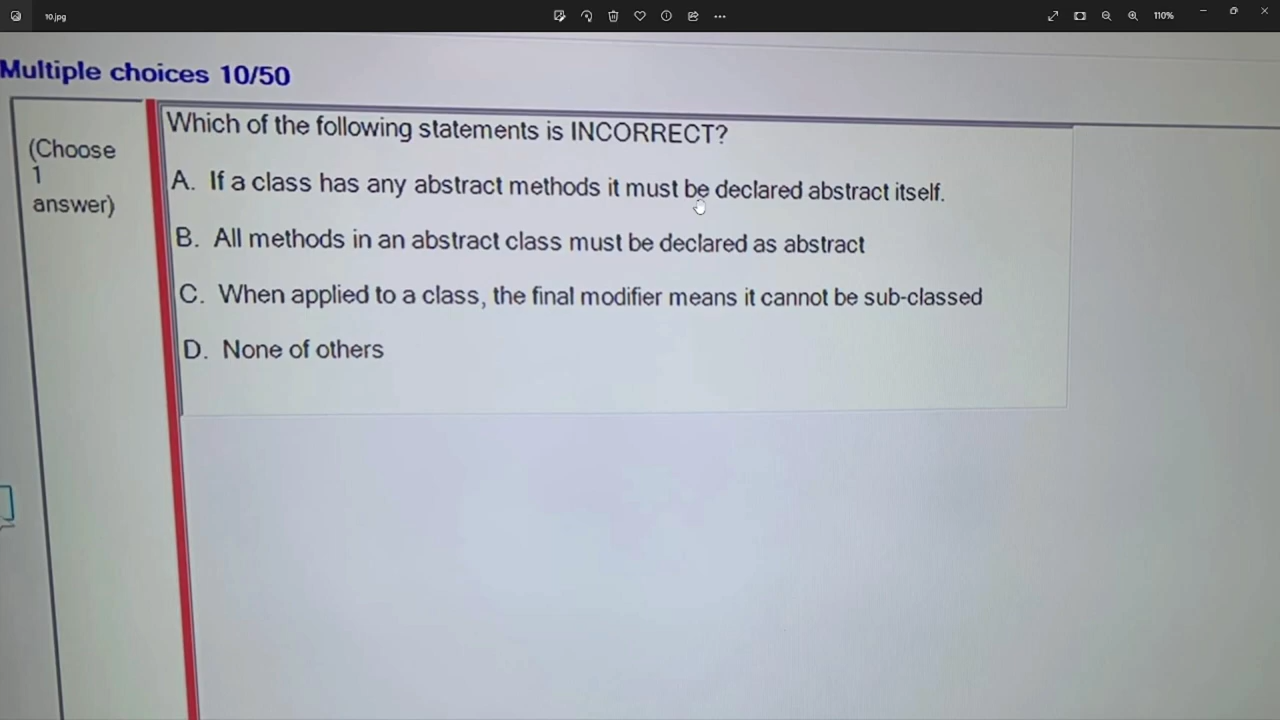 10.jpg
110%
Multiple choices 10/50
(Choose
1
answer)
Which of the following statements is INCORRECT?
A. If a class has any abstract methods it must be declared abstract itself.
B. All methods in an abstract class must be declared as abstract
C. When applied to a class, the final modifier means it cannot be sub-classed
D. None of others